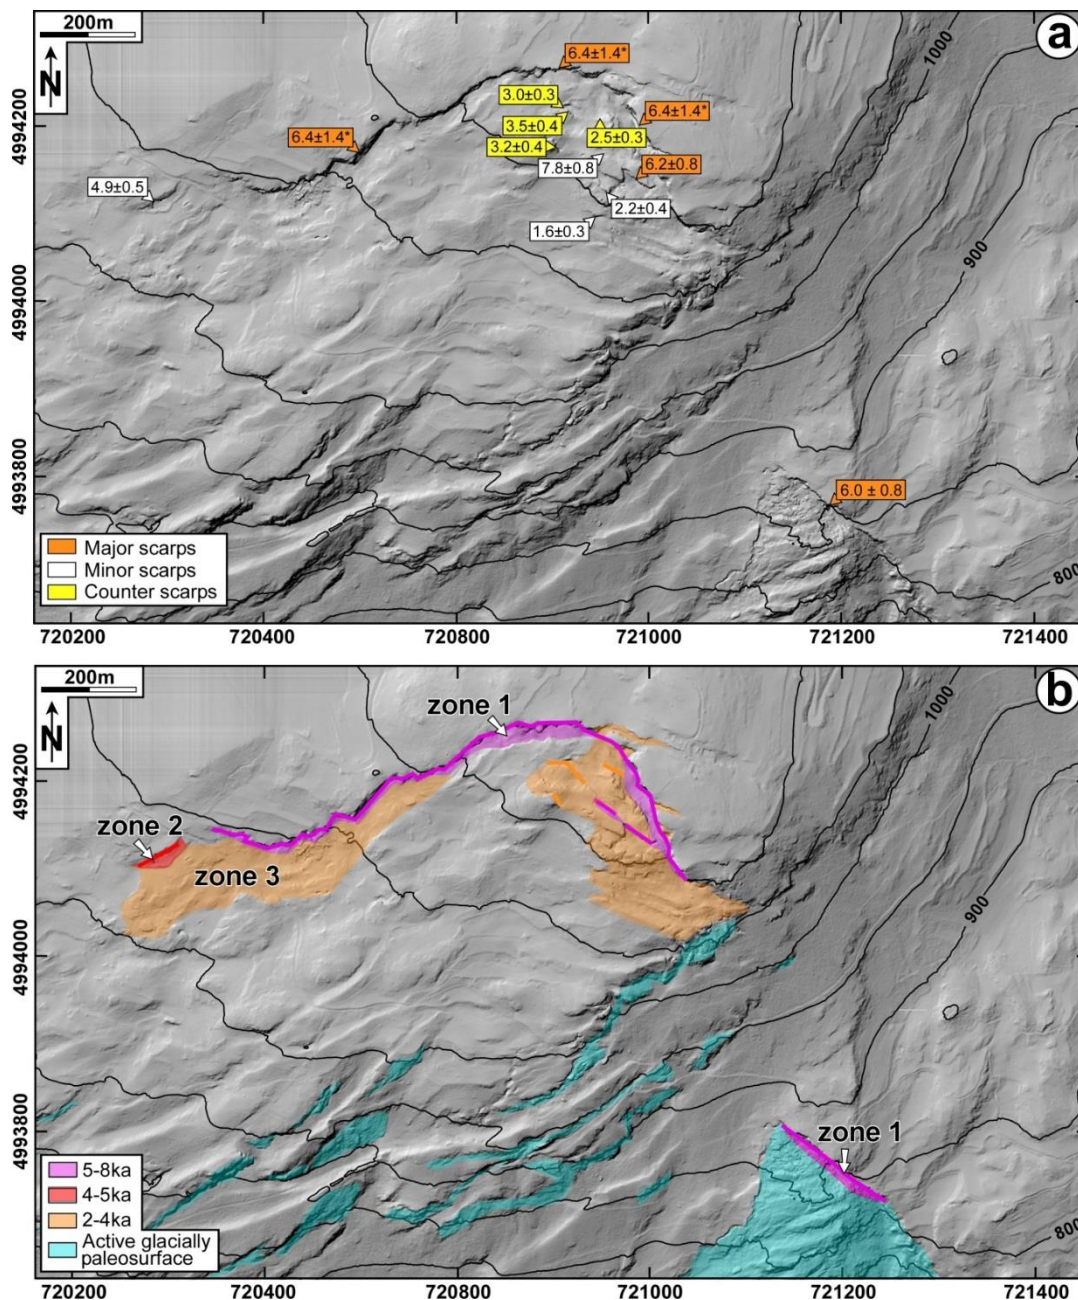 200m
N
a
1000
6.4±1.4*
3.0±0.3
6.4±1.4*
3.5±0.4
6.4±1.4*
2.5±0.3
3.2±0.4
7.8±0.8
6.2±0.8
4.9±0.5
2.2±0.4
1.6±0.3
900
6.0 ± 0.8
800
4994200
4994000
4993800
Major scarps
Minor scarps
Counter scarps
720200
720400
720600
720800
721000
721200
721400
200m
N
b
1000
zone 1
zone 2
zone 3
900
zone 1
800
4994200
4994000
4993800
5-8ka
4-5ka
2-4ka
Active glacially
paleosurface
720200
720400
720600
720800
721000
721200
721400